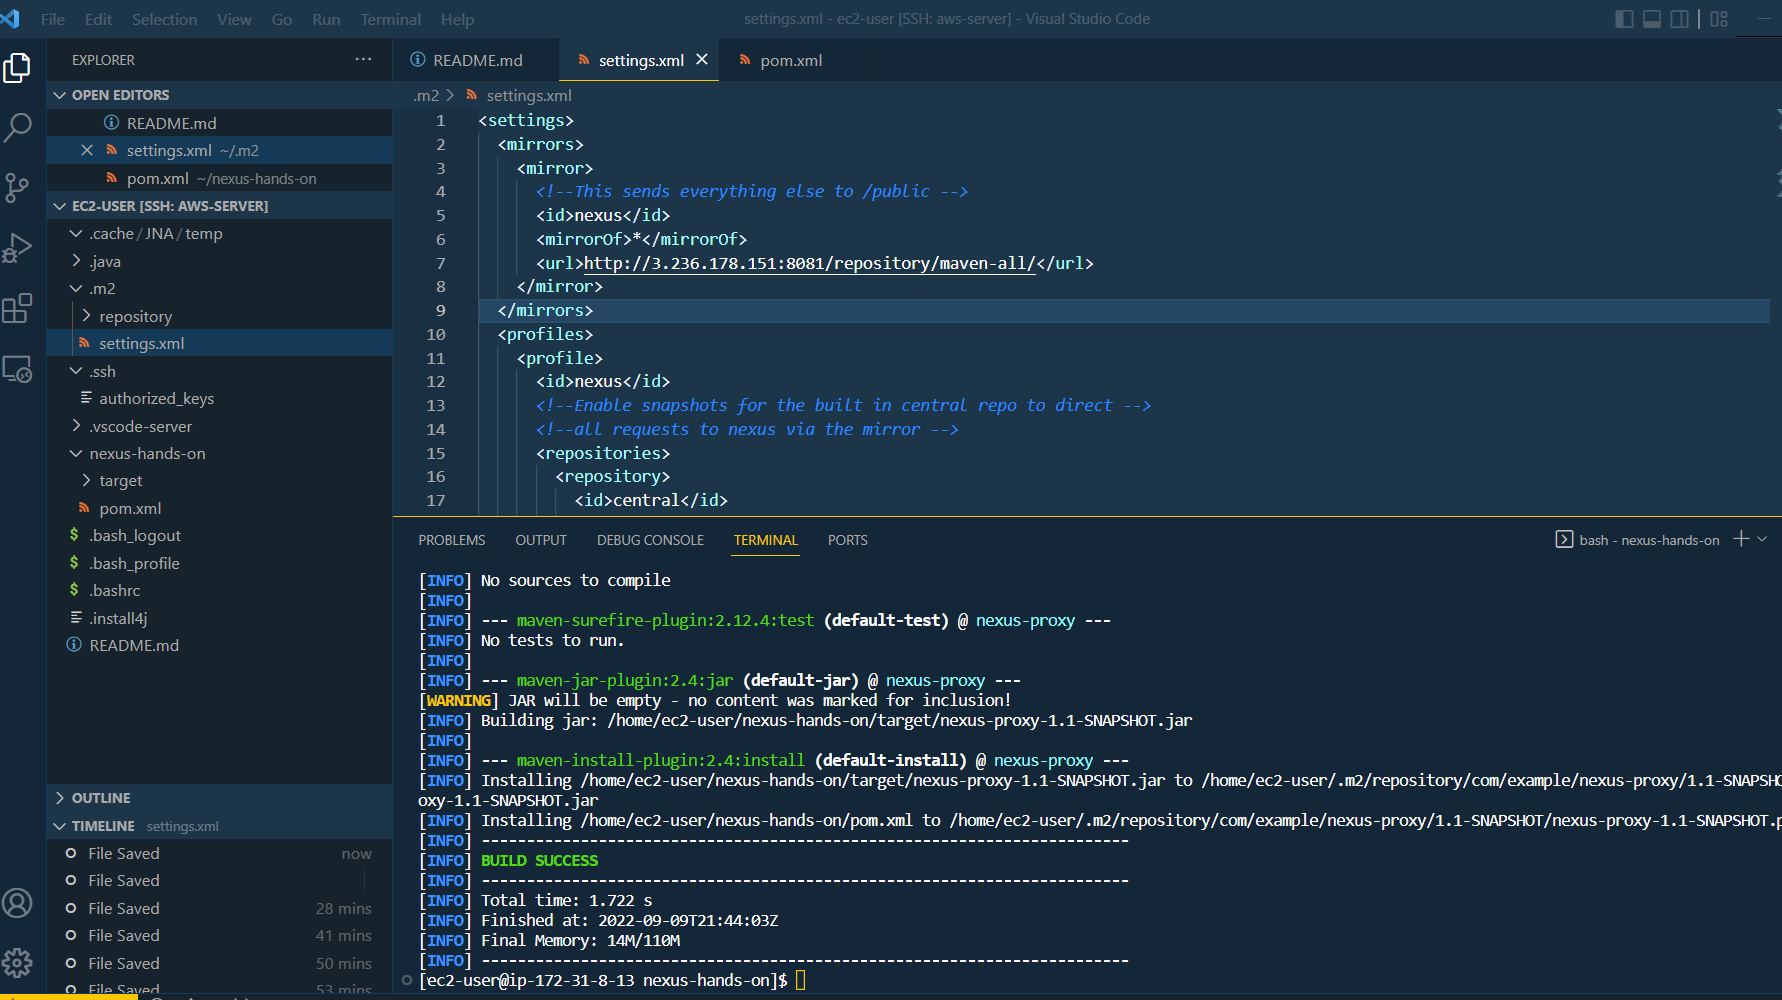 File Edit Selection View Go Run Terminal Help
settings.xml - ec2-user [SSH: aws-server] - Visual Studio Code
EXPLORER
OPEN EDITORS
README.md
settings.xml ~/.m2
pom.xml ~/nexus-hands-on
EC2-USER [SSH: AWS-SERVER]
.cache / JNA / temp
.java
.m2
repository
settings.xml
.ssh
authorized_keys
.vscode-server
nexus-hands-on
target
pom.xml
$ .bash_logout
$ .bash_profile
$ .bashrc
.install4j
README.md
OUTLINE
TIMELINE settings.xml
File Saved now
File Saved
File Saved 28 mins
File Saved 41 mins
File Saved 50 mins
File Saved 53 mins
README.md settings.xml pom.xml
.m2 > settings.xml
1 <settings>
2 <mirrors>
3 <mirror>
4 <!--This sends everything else to /public -->
5 <id>nexus</id>
6 <mirrorOf>*</mirrorOf>
7 <url>http://3.236.178.151:8081/repository/maven-all/</url>
8 </mirror>
9 </mirrors>
10 <profiles>
11 <profile>
12 <id>nexus</id>
13 <!--Enable snapshots for the built in central repo to direct -->
14 <!--all requests to nexus via the mirror -->
15 <repositories>
16 <repository>
17 <id>central</id>
PROBLEMS OUTPUT DEBUG CONSOLE TERMINAL PORTS
bash - nexus-hands-on
[INFO] No sources to compile
[INFO]
[INFO] --- maven-surefire-plugin:2.12.4:test (default-test) @ nexus-proxy ---
[INFO] No tests to run.
[INFO]
[INFO] --- maven-jar-plugin:2.4:jar (default-jar) @ nexus-proxy ---
[WARNING] JAR will be empty - no content was marked for inclusion!
[INFO] Building jar: /home/ec2-user/nexus-hands-on/target/nexus-proxy-1.1-SNAPSHOT.jar
[INFO]
[INFO] --- maven-install-plugin:2.4:install (default-install) @ nexus-proxy ---
[INFO] Installing /home/ec2-user/nexus-hands-on/target/nexus-proxy-1.1-SNAPSHOT.jar to /home/ec2-user/.m2/repository/com/example/nexus-proxy/1.1-SNAPSHO
oxy-1.1-SNAPSHOT.jar
[INFO] Installing /home/ec2-user/nexus-hands-on/pom.xml to /home/ec2-user/.m2/repository/com/example/nexus-proxy/1.1-SNAPSHOT/nexus-proxy-1.1-SNAPSHOT.p
[INFO] ------------------------------------------------------------------------
[INFO] BUILD SUCCESS
[INFO] ------------------------------------------------------------------------
[INFO] Total time: 1.722 s
[INFO] Finished at: 2022-09-09T21:44:03Z
[INFO] Final Memory: 14M/110M
[INFO] ------------------------------------------------------------------------
[ec2-user@ip-172-31-8-13 nexus-hands-on]$